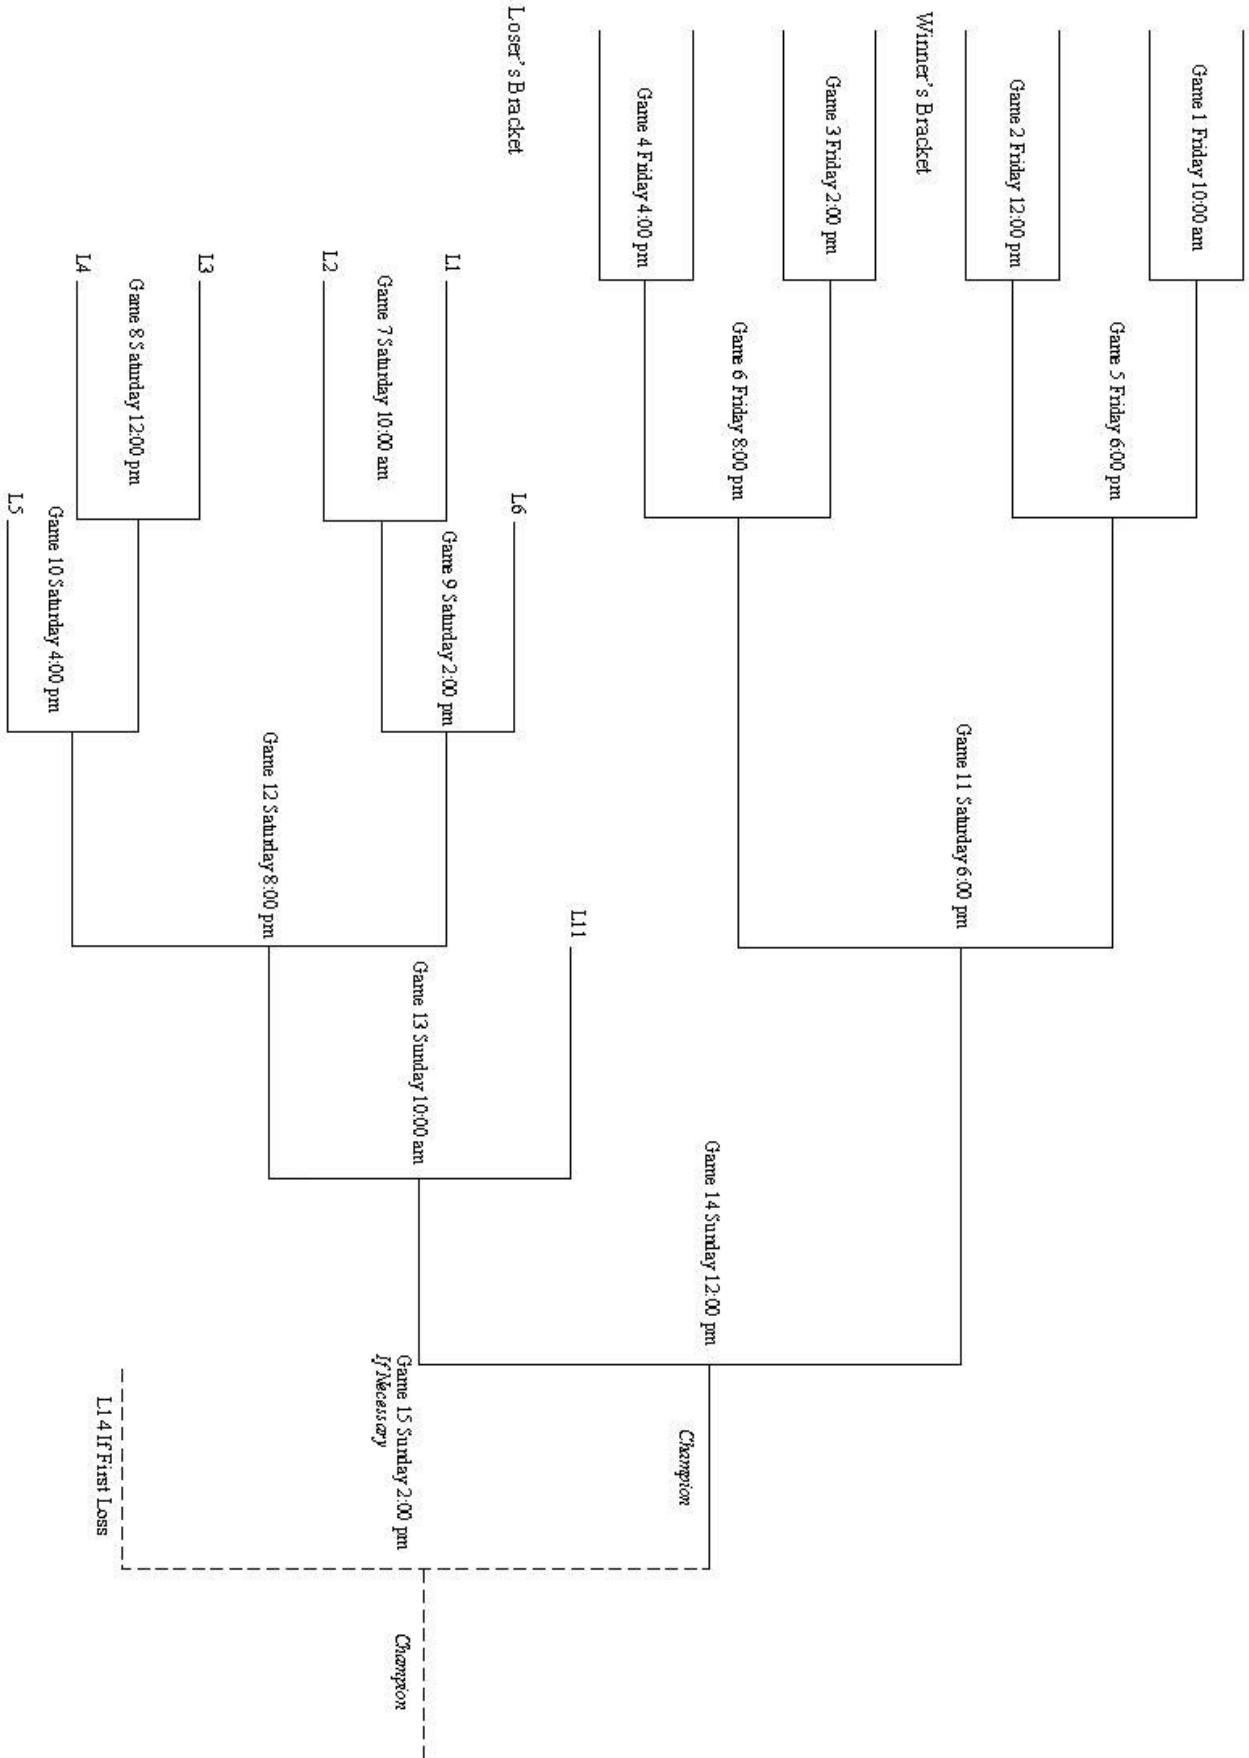 Game 1 Friday 10:00 am
Game 5 Friday 6:00 pm
Game 2 Friday 12:00 pm
Winner's Bracket
Game 11 Saturday 6:00 pm
Game 3 Friday 2:00 pm
Game 6 Friday 8:00 pm
Game 4 Friday 4:00 pm
Game 14 Sunday 12:00 pm
Champion
Loser's Bracket
L11
L6
L1
Game 9 Saturday 2:00 pm
Game 7 Saturday 10:00 am
Game 13 Sunday 10:00 am
Game 15 Sunday 2:00 pm
If Necessary
Champion
L2
Game 12 Saturday 8:00 pm
L3
Game 8 Saturday 12:00 pm
L4
L14 If First Loss
Game 10 Saturday 4:00 pm
L5